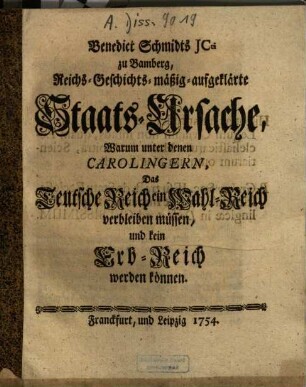 A. Diss. 9019
Benedict Schmidts JCti
zu Bamberg,
Reichs-Geschichts-mäßig-aufgeklärte
Staats-Ursache,
Warum unter denen
CAROLINGERN,
Das
Teutsche Reich ein Wahl-Reich
verbleiben müssen,
und kein
Erb-Reich
werden können.
Franckfurt, und Leipzig 1754.